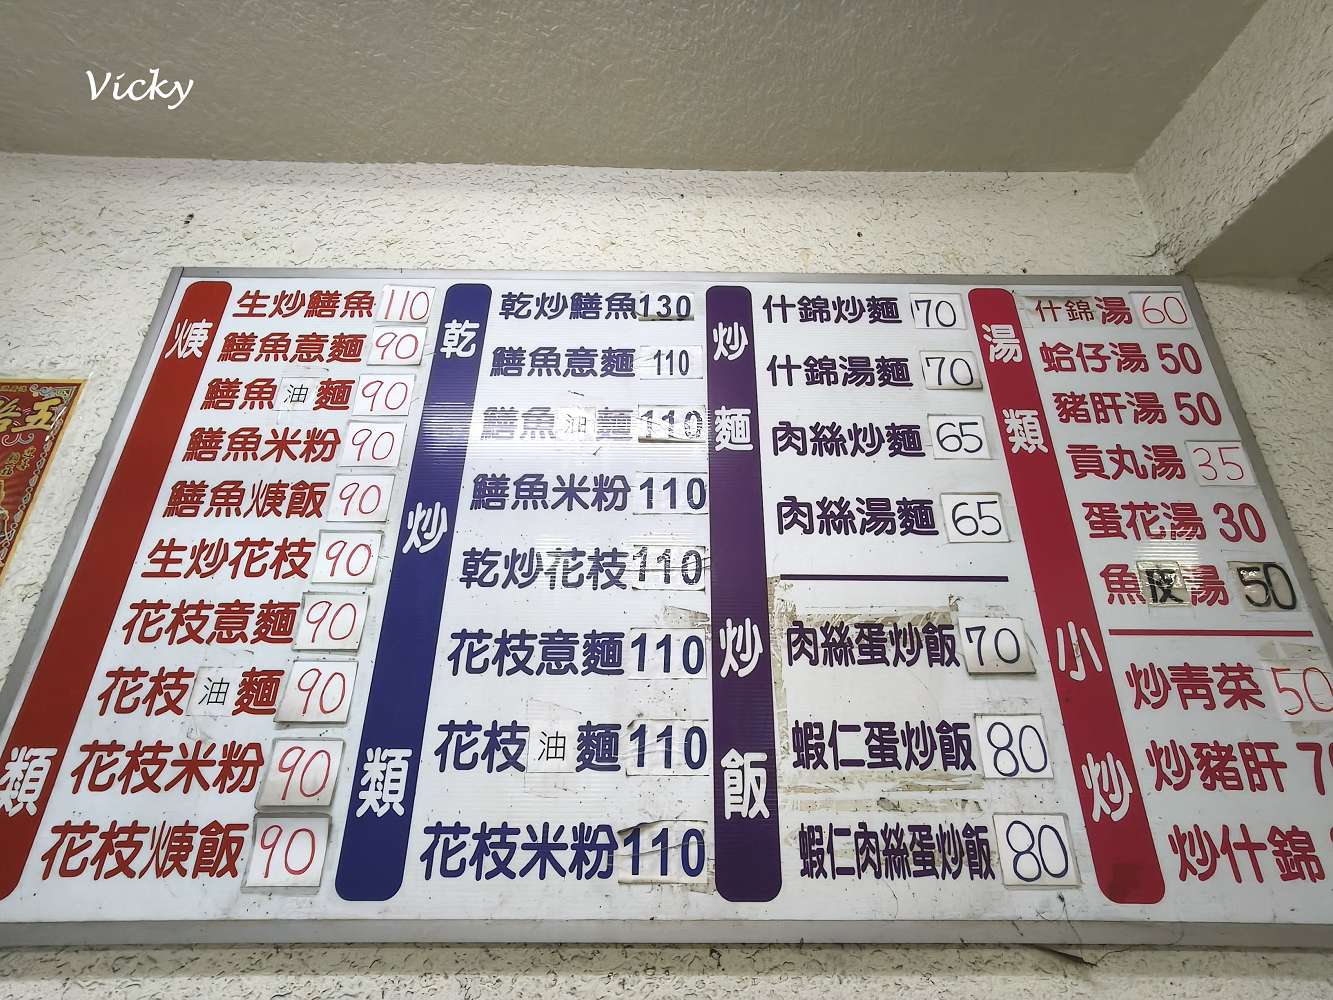 Vicky
五
焿類
生炒鱔魚 110
鱔魚意麵 90
鱔魚油麵 90
鱔魚米粉 90
鱔魚焿飯 90
生炒花枝 90
花枝意麵 90
花枝油麵 90
花枝米粉 90
花枝焿飯 90
乾炒類
乾炒鱔魚 130
鱔魚意麵 110
鱔魚油麵 110
鱔魚米粉 110
乾炒花枝 110
花枝意麵 110
花枝油麵 110
花枝米粉 110
炒麵炒飯
什錦炒麵 70
什錦湯麵 70
肉絲炒麵 65
肉絲湯麵 65
肉絲蛋炒飯 70
蝦仁蛋炒飯 80
蝦仁肉絲蛋炒飯 80
湯類小炒
什錦湯 60
蛤仔湯 50
豬肝湯 50
貢丸湯 35
蛋花湯 30
魚皮湯 50
炒青菜 50
炒豬肝
炒什錦